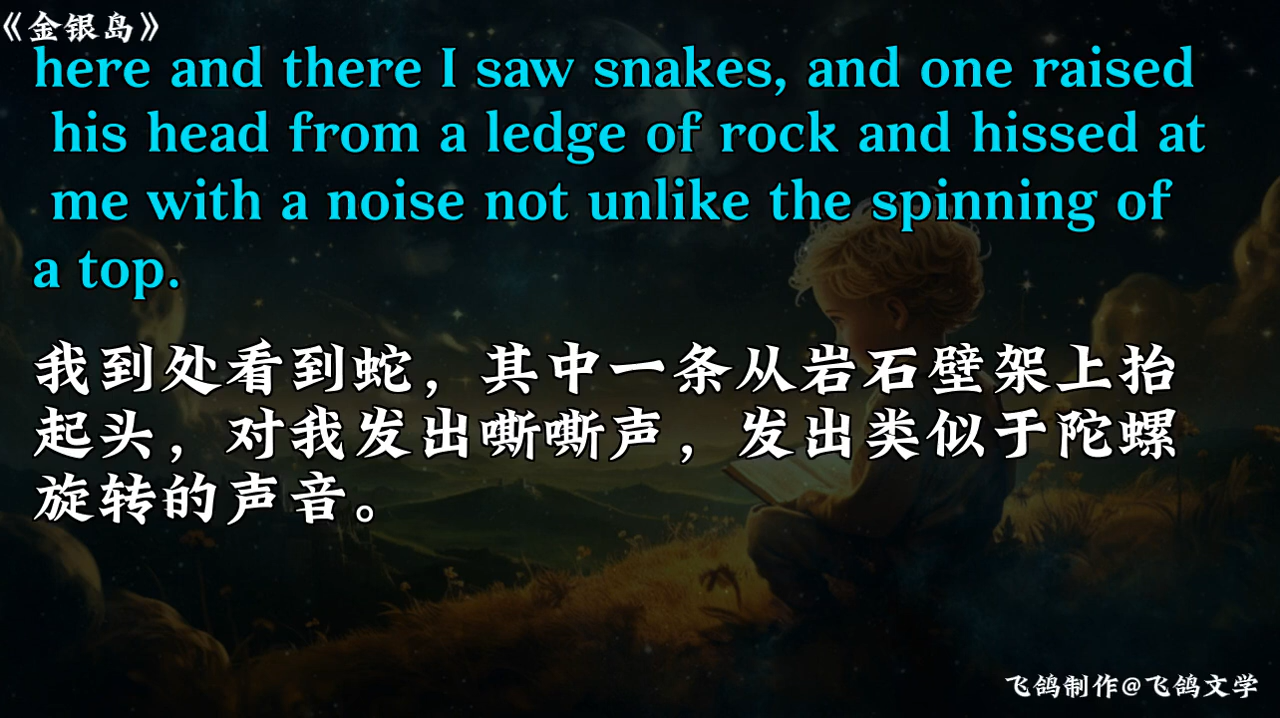 《金银岛》
here and there I saw snakes, and one raised
his head from a ledge of rock and hissed at
me with a noise not unlike the spinning of
a top.
我到处看到蛇，其中一条从岩石壁架上抬
起头，对我发出嘶嘶声，发出类似于陀螺
旋转的声音。
飞鸽制作@飞鸽文学